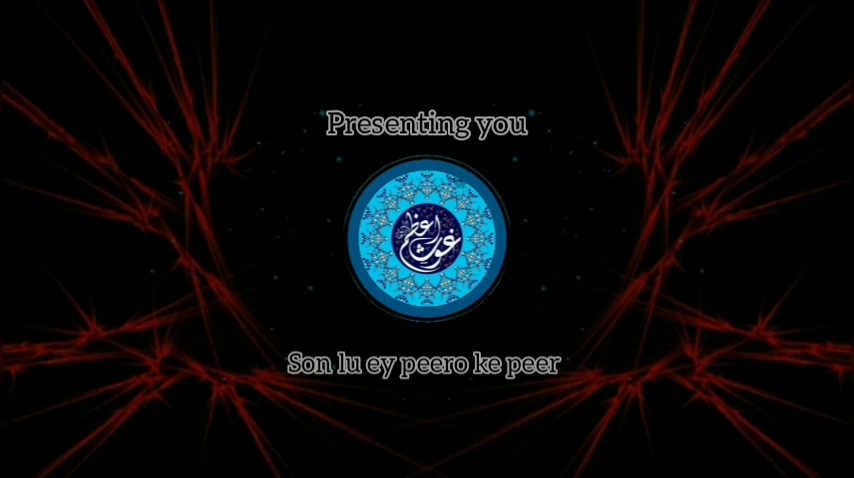 Presenting you
غوث اعظم
Son lu ey peero ke peer